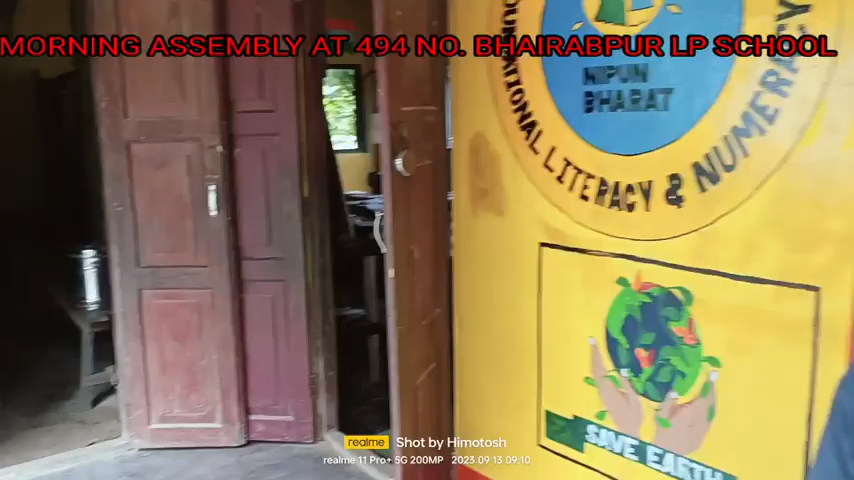 MORNING ASSEMBLY AT 494 NO. BHAIRABPUR LP SCHOOL
NIPUN
BHARAT
LITERACY & NUMERACY
SAVE EARTH
realme Shot by Himotosh
realme 11 Pro+ 5G 200MP 2023 09 13 09:10